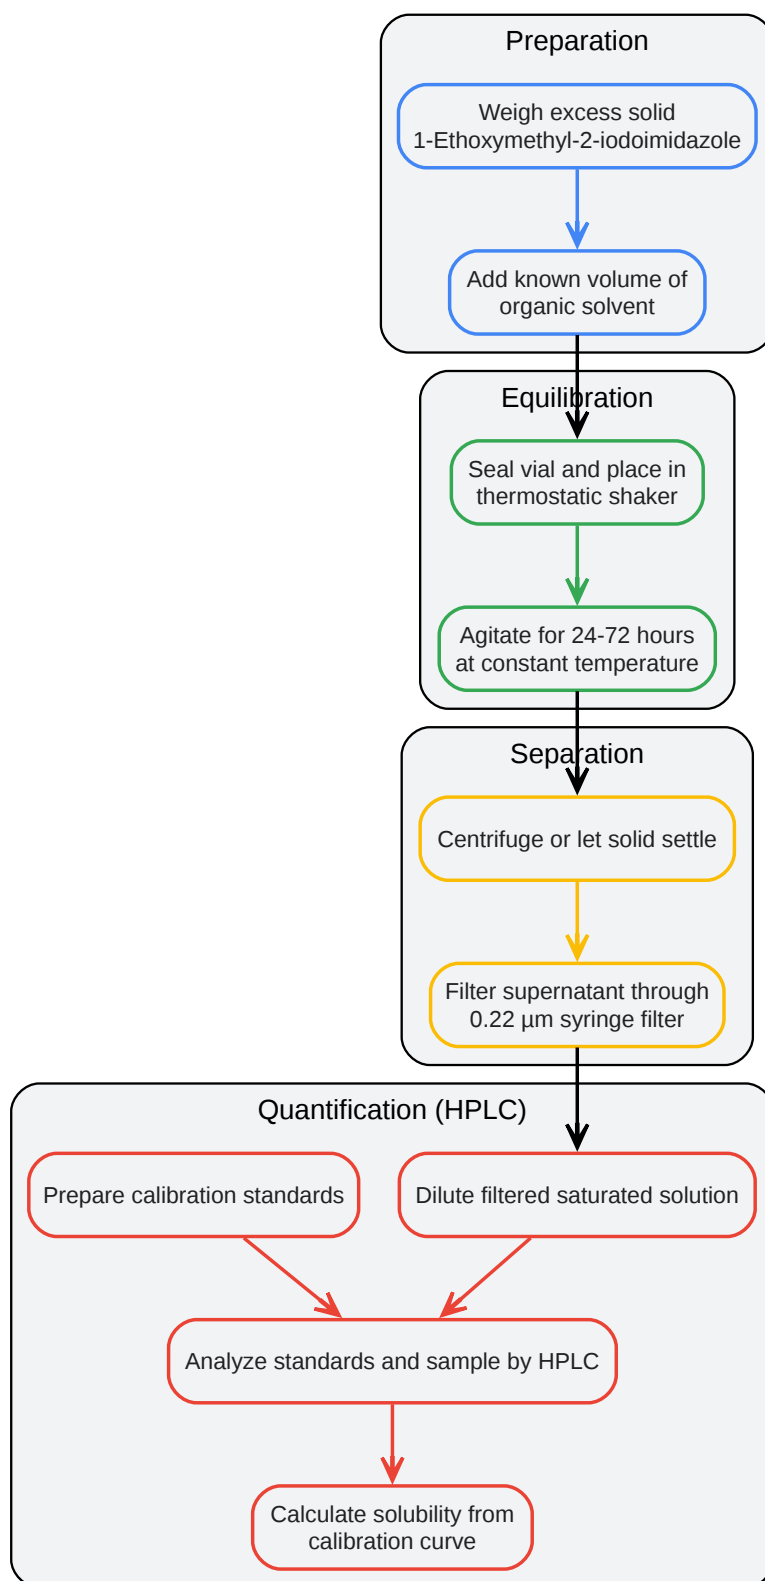 Preparation
Weigh excess solid
1-Ethoxymethyl-2-iodoimidazole
Add known volume of
organic solvent
Equilibration
Seal vial and place in
thermostatic shaker
Agitate for 24-72 hours
at constant temperature
Separation
Centrifuge or let solid settle
Filter supernatant through
0.22 µm syringe filter
Quantification (HPLC)
Prepare calibration standards
Dilute filtered saturated solution
Analyze standards and sample by HPLC
Calculate solubility from
calibration curve